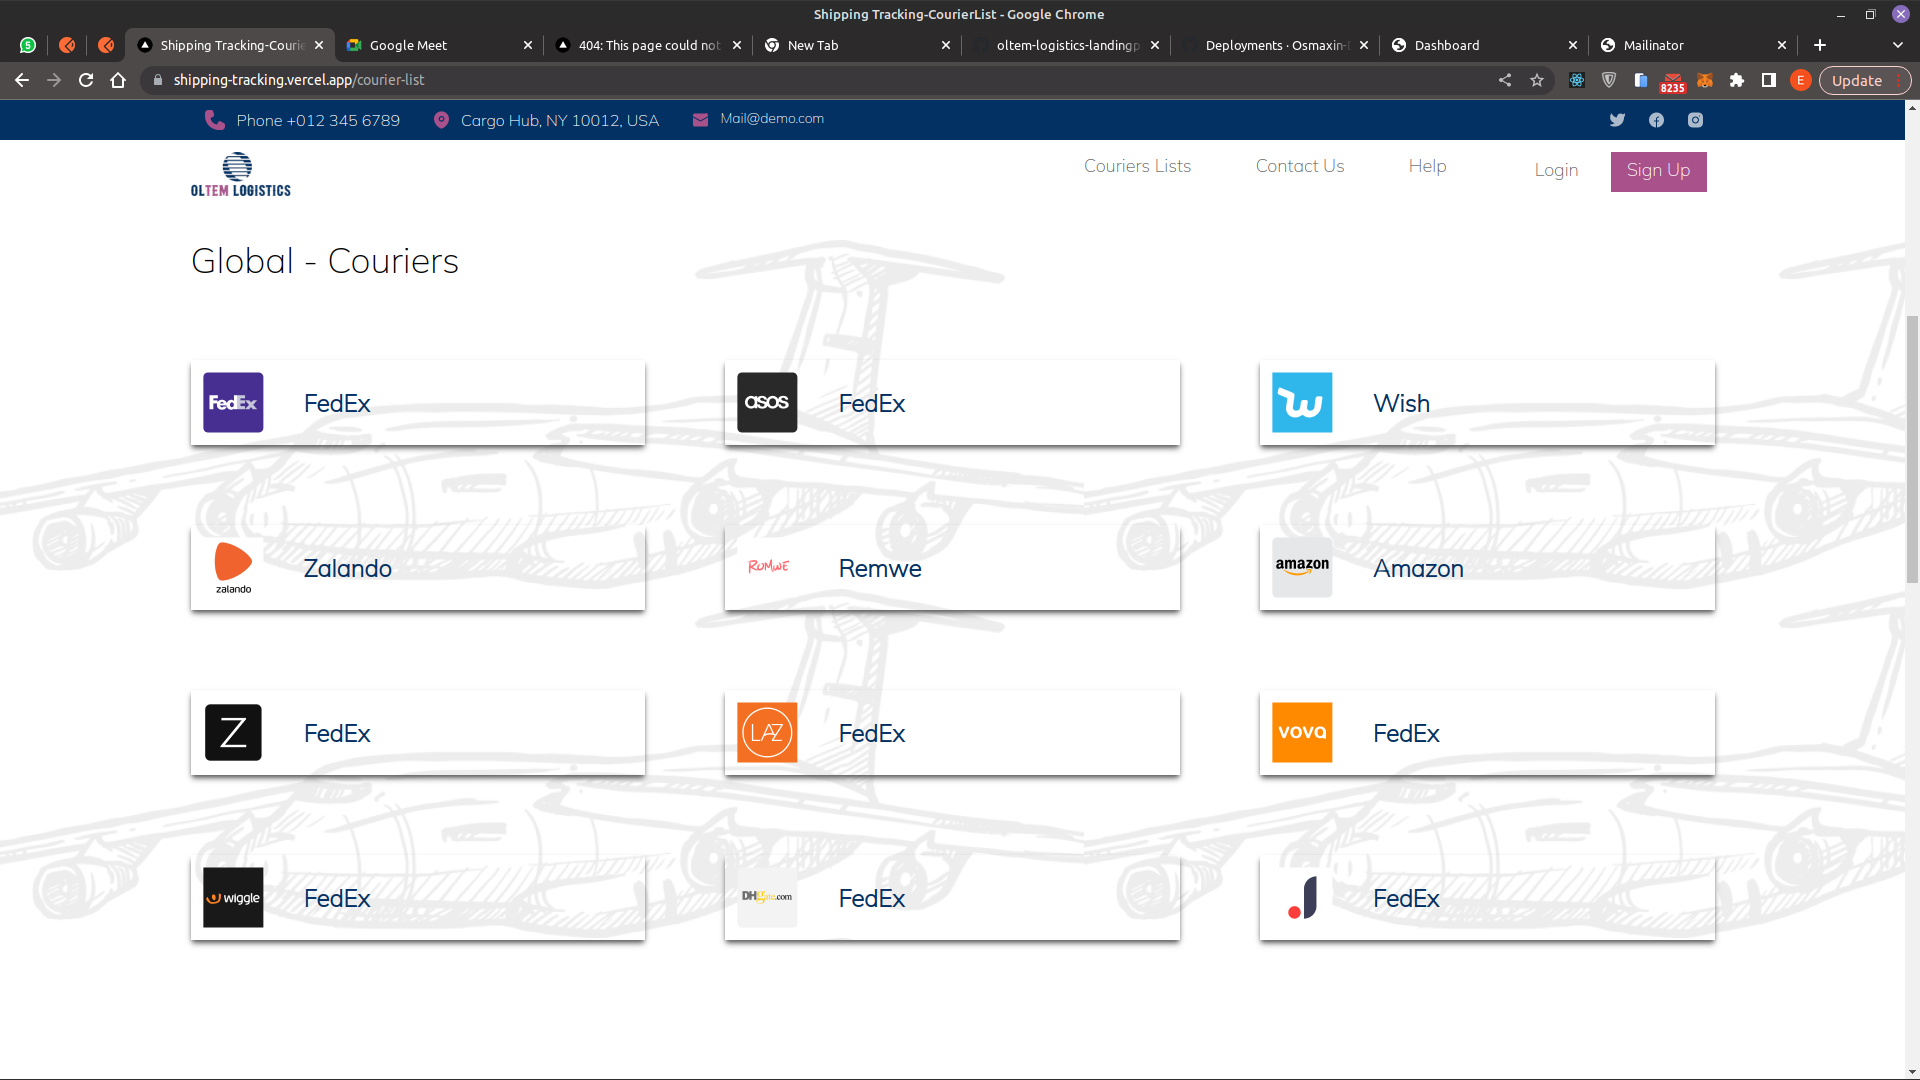 Shipping Tracking-CourierList - Google Chrome
5
Shipping Tracking-Courie
Google Meet
404: This page could not
New Tab
oltem-logistics-landingp
Deployments · Osmaxin-l
Dashboard
Mailinator
shipping-tracking.vercel.app/courier-list
8235
E
Update
Phone +012 345 6789
Cargo Hub, NY 10012, USA
Mail@demo.com
OLTEM LOGISTICS
Couriers Lists
Contact Us
Help
Login
Sign Up
Global - Couriers
FedEx
FedEx
asos
FedEx
Wish
zalando
Zalando
ROMWE
Remwe
amazon
Amazon
Z
FedEx
LAZ
FedEx
vova
FedEx
wiggle
FedEx
DHgate.com
FedEx
FedEx